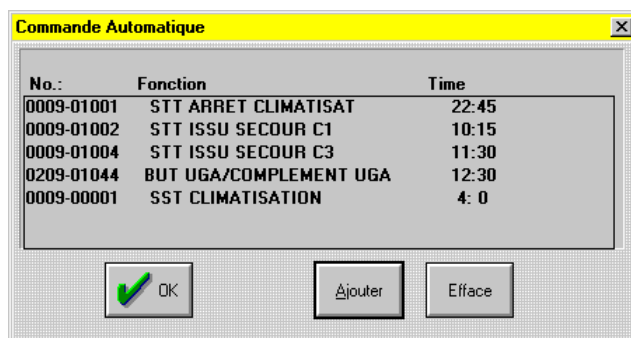 Commande Automatique
No.: Fonction Time
0009-01001 STT ARRET CLIMATISAT 22:45
0009-01002 STT ISSU SECOUR C1 10:15
0009-01004 STT ISSU SECOUR C3 11:30
0209-01044 BUT UGA/COMPLEMENT UGA 12:30
0009-00001 SST CLIMATISATION 4: 0
OK Ajouter Efface